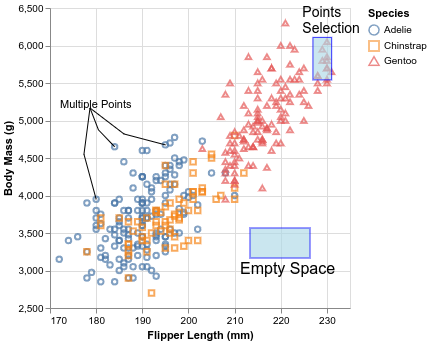 Points
Selection
Species
Adelie
Chinstrap
Gentoo
Multiple Points
Empty Space
Body Mass (g)
6,500
6,000
5,500
5,000
4,500
4,000
3,500
3,000
2,500
170 180 190 200 210 220 230
Flipper Length (mm)